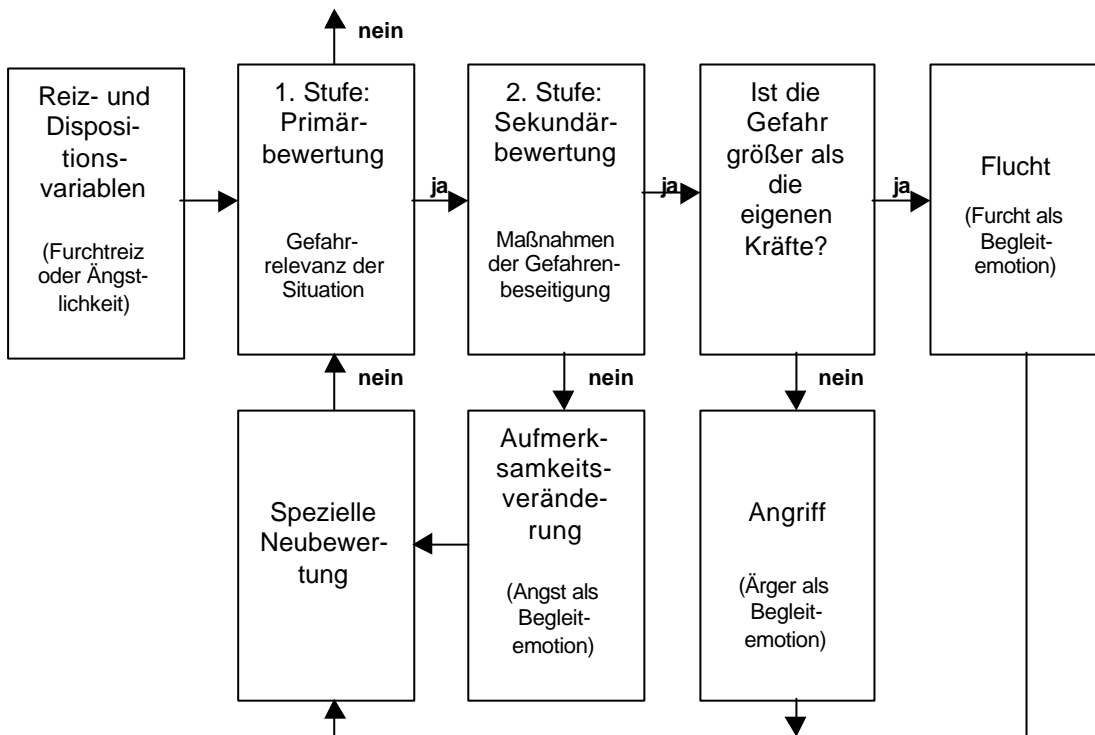 nein
Reiz- und
Dispositi-
tions-
variablen
(Furchtreiz
oder Ängst-
lichkeit)
1. Stufe:
Primär-
bewertung
Gefahr-
relevanz der
Situation
ja
2. Stufe:
Sekundär-
bewertung
Maßnahmen
der Gefahren-
beseitigung
ja
Ist die
Gefahr
größer als
die
eigenen
Kräfte?
ja
Flucht
(Furcht als
Begleit-
emotion)
nein
nein
nein
Spezielle
Neubewer-
tung
Aufmerk-
samkeits-
verände-
rung
(Angst als
Begleit-
emotion)
Angriff
(Ärger als
Begleit-
emotion)